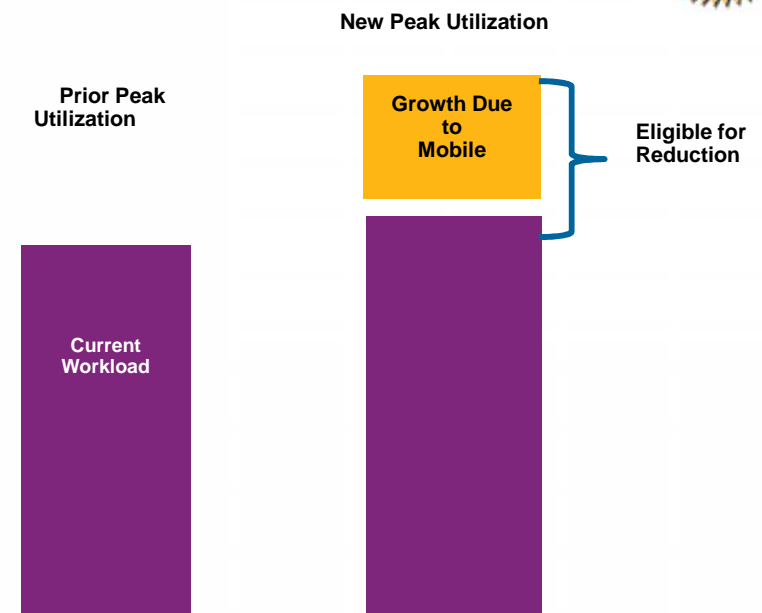 New Peak Utilization
Prior Peak
Utilization
Growth Due
to
Mobile
Eligible for
Reduction
Current
Workload